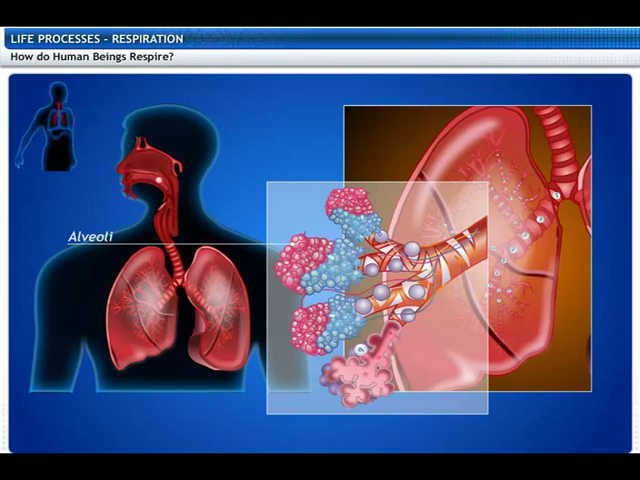 LIFE PROCESSES - RESPIRATION
How do Human Beings Respire?
Alveoli